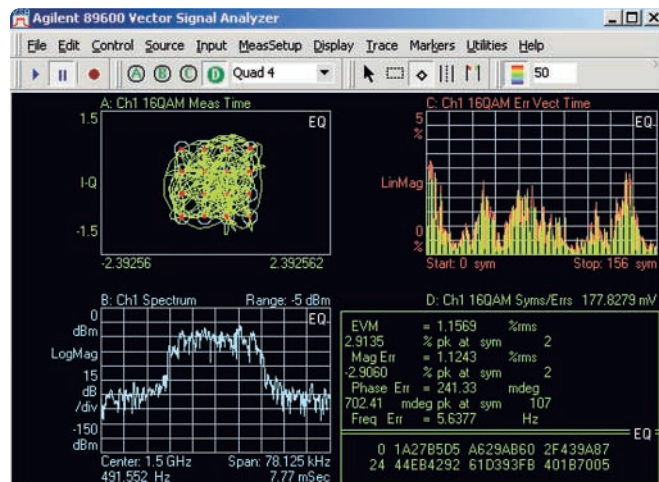 Agilent 89600 Vector Signal Analyzer
File Edit Control Source Input MeasSetup Display Trace Markers Utilities Help
A B C D Quad 4 50
A: Ch1 16QAM Meas Time
1.5
EQ
I-Q
-1.5
-2.39256 2.392562
C: Ch1 16QAM Err Vect Time
5
%
EQ
LinMag
0
%
Start: 0 sym Stop: 156 sym
B: Ch1 Spectrum Range: -5 dBm
0
dBm
EQ
LogMag
15
dB
/div
-150
dBm
Center: 1.5 GHz Span: 78.125 kHz
491.552 Hz 7.77 mSec
D: Ch1 16QAM Syms/Errs 177.8279 mV
EVM = 1.1569 %rms
2.9135 % pk at sym 2
Mag Err = 1.1243 %rms
-2.9060 % pk at sym 2
Phase Err = 241.33 mdeg
702.41 mdeg pk at sym 107
Freq Err = 5.6377 Hz
EQ
0 1A27B5D5 A629AB60 2F439A87
24 44EB4292 61D393FB 401B7005